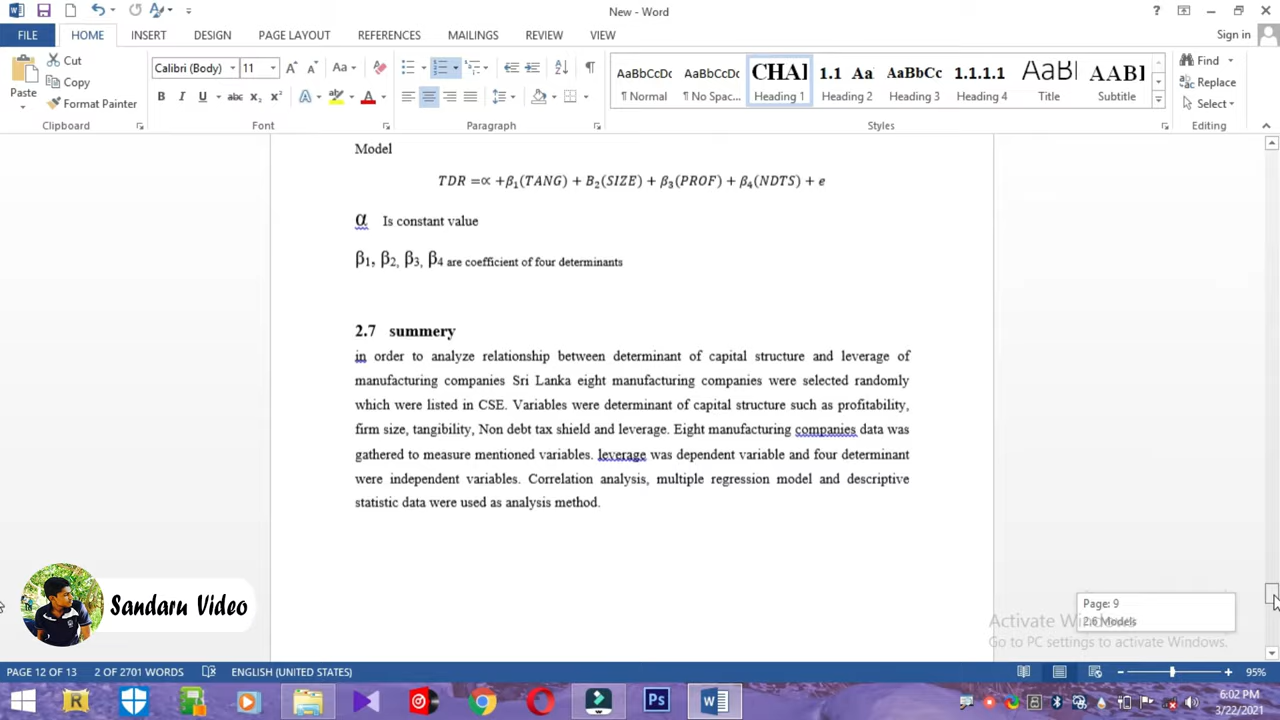 New - Word
FILE HOME INSERT DESIGN PAGE LAYOUT REFERENCES MAILINGS REVIEW VIEW Sign in
Paste
Cut
Copy
Format Painter
Calibri (Body) 11
AaBbCcDc AaBbCcDc CHAI 1.1 Aa AaBbCc 1.1.1.1 AaBl AABI
¶ Normal ¶ No Spac... Heading 1 Heading 2 Heading 3 Heading 4 Title Subtitle
Find
Replace
Select
Clipboard Font Paragraph Styles Editing
Model
TDR =∝ +β₁(TANG) + B₂(SIZE) + β₃(PROF) + β₄(NDTS) + e
α Is constant value
β1, β2, β3, β4 are coefficient of four determinants
2.7 summery
in order to analyze relationship between determinant of capital structure and leverage of
manufacturing companies Sri Lanka eight manufacturing companies were selected randomly
which were listed in CSE. Variables were determinant of capital structure such as profitability,
firm size, tangibility, Non debt tax shield and leverage. Eight manufacturing companies data was
gathered to measure mentioned variables. leverage was dependent variable and four determinant
were independent variables. Correlation analysis, multiple regression model and descriptive
statistic data were used as analysis method.
Sandaru Video
Page: 9
2.6 Models
Activate Windows
Go to PC settings to activate Windows.
PAGE 12 OF 13 2 OF 2701 WORDS ENGLISH (UNITED STATES) 95%
6:02 PM
3/22/2021